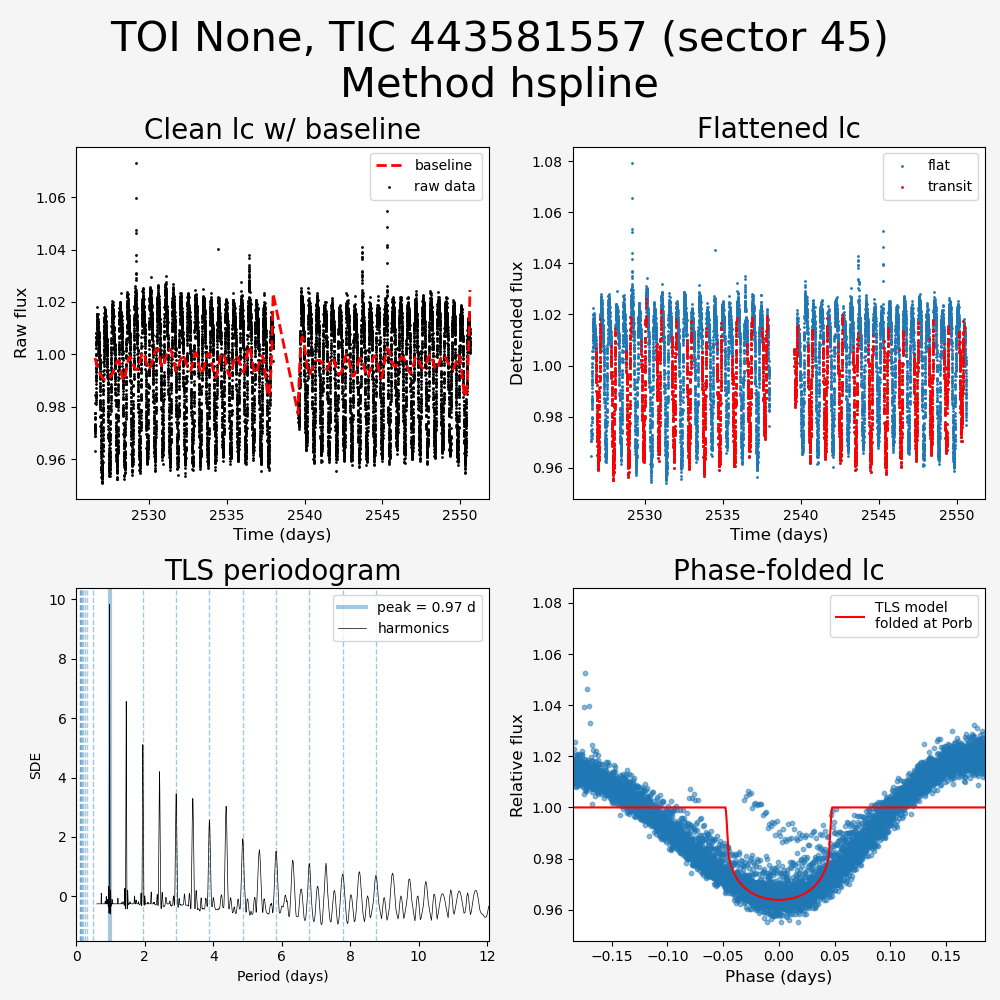 TOI None, TIC 443581557 (sector 45)
Method hspline
Clean lc w/ baseline
Flattened lc
baseline
raw data
flat
transit
Raw flux
1.06
1.04
1.02
1.00
0.98
0.96
2530
2535
2540
2545
2550
Time (days)
Detrended flux
1.08
1.06
1.04
1.02
1.00
0.98
0.96
2530
2535
2540
2545
2550
Time (days)
TLS periodogram
Phase-folded lc
peak = 0.97 d
harmonics
TLS model
folded at Porb
SDE
10
8
6
4
2
0
0
2
4
6
8
10
12
Period (days)
Relative flux
1.08
1.06
1.04
1.02
1.00
0.98
0.96
−0.15
−0.10
−0.05
0.00
0.05
0.10
0.15
Phase (days)